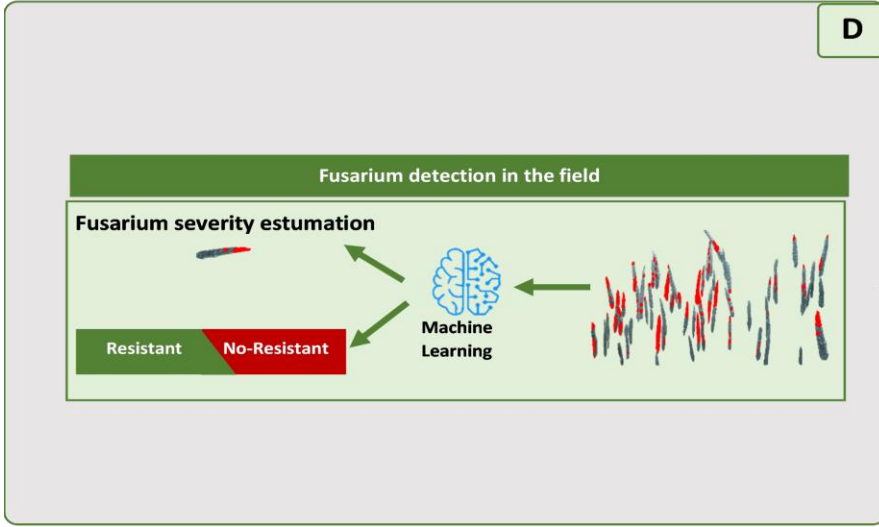 D
Fusarium detection in the field
Fusarium severity estumation
Machine
Learning
Resistant
No-Resistant